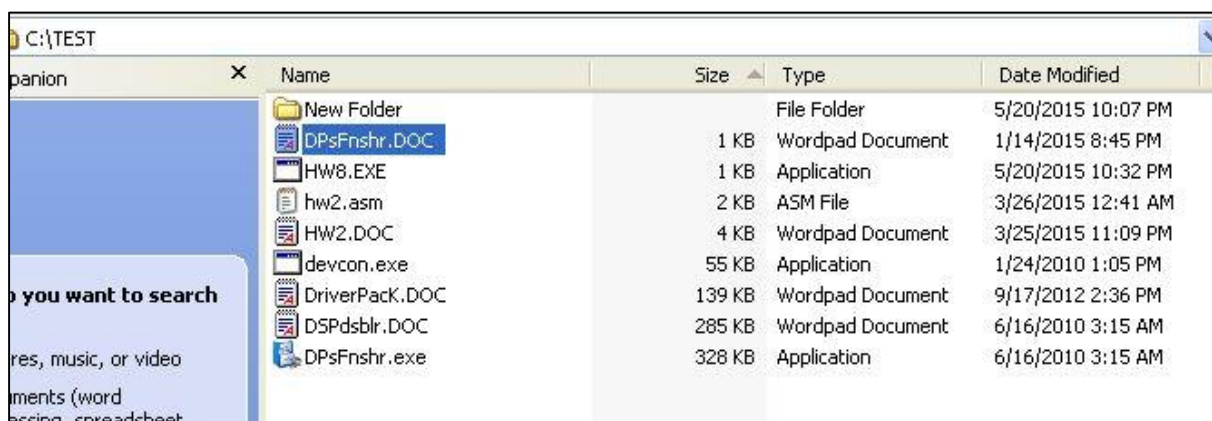 C:\TEST
panion
Name Size Type Date Modified
New Folder File Folder 5/20/2015 10:07 PM
DPsFnshr.DOC 1 KB Wordpad Document 1/14/2015 8:45 PM
HW8.EXE 1 KB Application 5/20/2015 10:32 PM
hw2.asm 2 KB ASM File 3/26/2015 12:41 AM
HW2.DOC 4 KB Wordpad Document 3/25/2015 11:09 PM
devcon.exe 55 KB Application 1/24/2010 1:05 PM
DriverPacK.DOC 139 KB Wordpad Document 9/17/2012 2:36 PM
DSPdsblr.DOC 285 KB Wordpad Document 6/16/2010 3:15 AM
DPsFnshr.exe 328 KB Application 6/16/2010 3:15 AM
you want to search
res, music, or video
ments (word